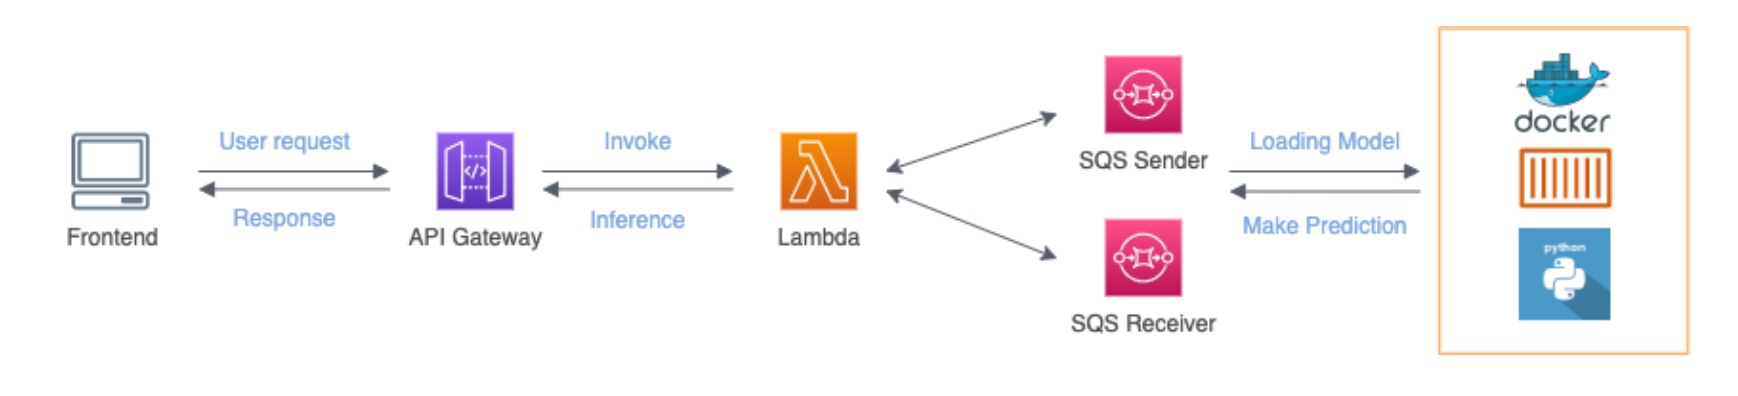 User request
Response
Frontend
API Gateway
Invoke
Inference
Lambda
SQS Sender
SQS Receiver
Loading Model
Make Prediction
docker
python